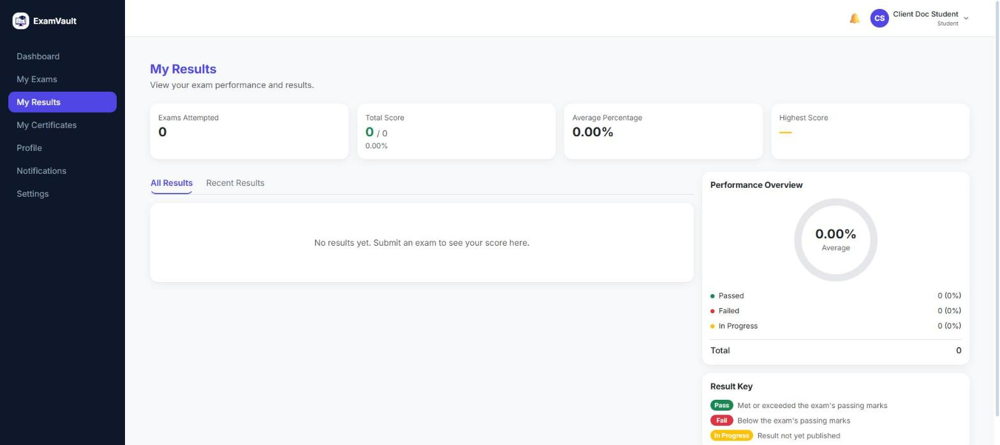 ExamVault
Dashboard
My Exams
My Results
My Certificates
Profile
Notifications
Settings
CS
Client Doc Student
Student
My Results
View your exam performance and results.
Exams Attempted
0
Total Score
0 / 0
0.00%
Average Percentage
0.00%
Highest Score
—
All Results
Recent Results
No results yet. Submit an exam to see your score here.
Performance Overview
0.00%
Average
Passed 0 (0%)
Failed 0 (0%)
In Progress 0 (0%)
Total 0
Result Key
Pass Met or exceeded the exam's passing marks
Fail Below the exam's passing marks
In Progress Result not yet published